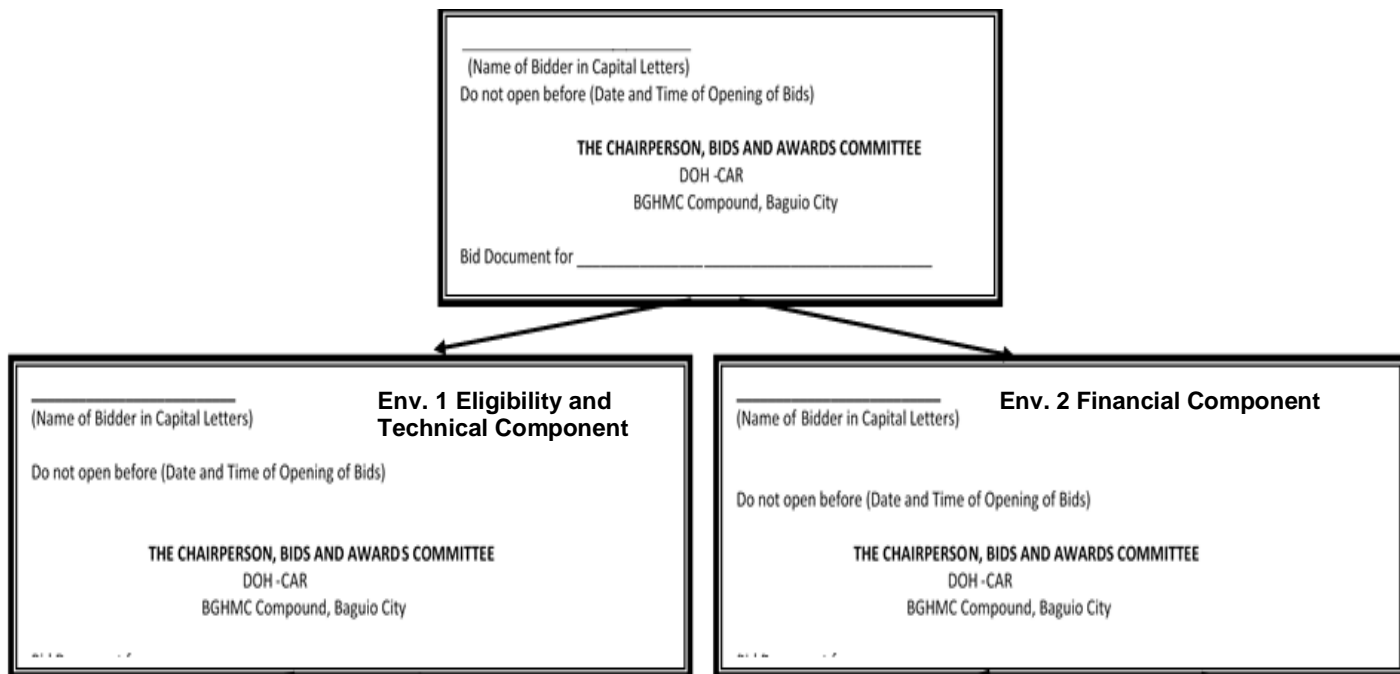 ____________________
(Name of Bidder in Capital Letters)
Do not open before (Date and Time of Opening of Bids)
THE CHAIRPERSON, BIDS AND AWARDS COMMITTEE
DOH -CAR
BGHMC Compound, Baguio City
Bid Document for ____________________
____________________
Env. 1 Eligibility and
Technical Component
(Name of Bidder in Capital Letters)
Do not open before (Date and Time of Opening of Bids)
THE CHAIRPERSON, BIDS AND AWARDS COMMITTEE
DOH -CAR
BGHMC Compound, Baguio City
____________________
Env. 2 Financial Component
(Name of Bidder in Capital Letters)
Do not open before (Date and Time of Opening of Bids)
THE CHAIRPERSON, BIDS AND AWARDS COMMITTEE
DOH -CAR
BGHMC Compound, Baguio City